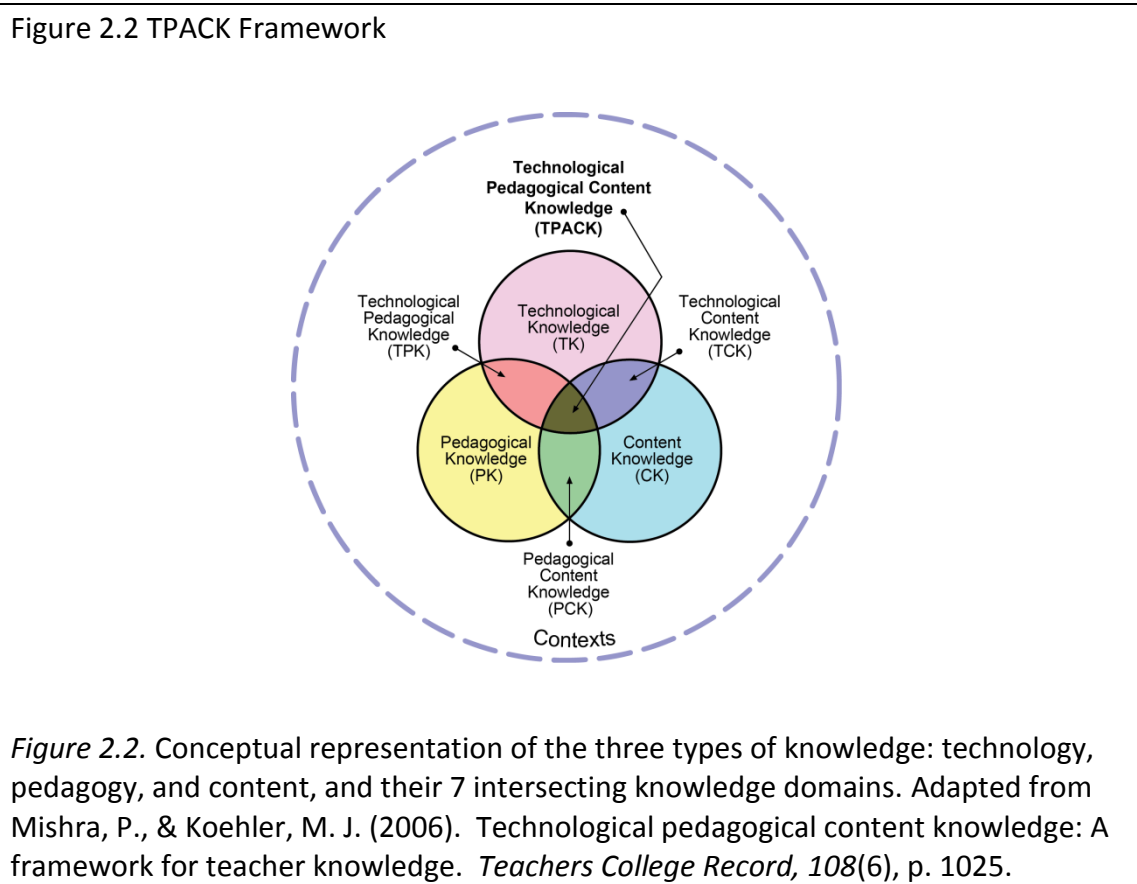 Figure 2.2 TPACK Framework
Technological
Pedagogical Content
Knowledge
(TPACK)
Technological
Pedagogical
Knowledge
(TPK)
Technological
Knowledge
(TK)
Technological
Content
Knowledge
(TCK)
Pedagogical
Knowledge
(PK)
Content
Knowledge
(CK)
Pedagogical
Content
Knowledge
(PCK)
Contexts
Figure 2.2. Conceptual representation of the three types of knowledge: technology,
pedagogy, and content, and their 7 intersecting knowledge domains. Adapted from
Mishra, P., & Koehler, M. J. (2006).  Technological pedagogical content knowledge: A
framework for teacher knowledge.  Teachers College Record, 108(6), p. 1025.